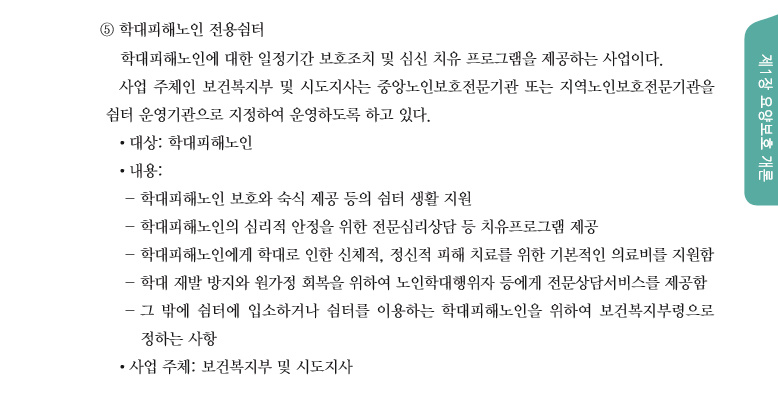 ⑤ 학대피해노인 전용쉼터
학대피해노인에 대한 일정기간 보호조치 및 심신 치유 프로그램을 제공하는 사업이다.
사업 주체인 보건복지부 및 시도지사는 중앙노인보호전문기관 또는 지역노인보호전문기관을
쉼터 운영기관으로 지정하여 운영하도록 하고 있다.
• 대상: 학대피해노인
• 내용:
– 학대피해노인 보호와 숙식 제공 등의 쉼터 생활 지원
– 학대피해노인의 심리적 안정을 위한 전문심리상담 등 치유프로그램 제공
– 학대피해노인에게 학대로 인한 신체적, 정신적 피해 치료를 위한 기본적인 의료비를 지원함
– 학대 재발 방지와 원가정 회복을 위하여 노인학대행위자 등에게 전문상담서비스를 제공함
– 그 밖에 쉼터에 입소하거나 쉼터를 이용하는 학대피해노인을 위하여 보건복지부령으로
정하는 사항
• 사업 주체: 보건복지부 및 시도지사
제1장 요양보호 개론